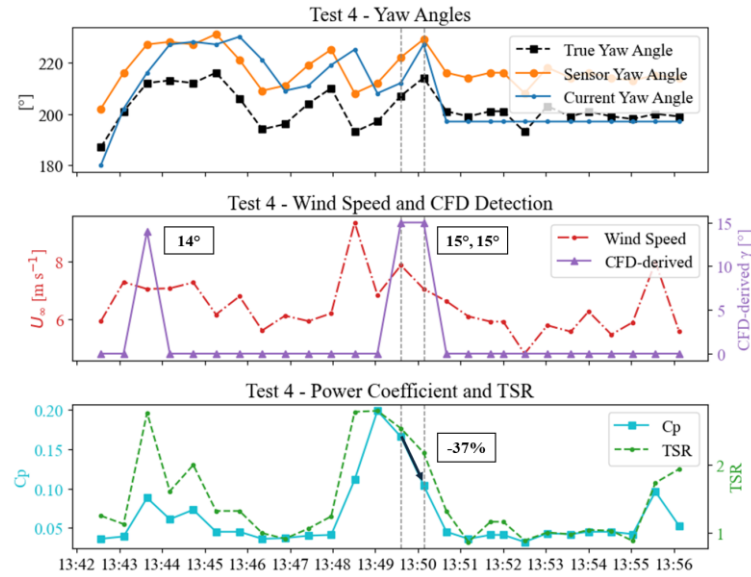 Test 4 - Yaw Angles
[°]
220
200
180
True Yaw Angle
Sensor Yaw Angle
Current Yaw Angle
Test 4 - Wind Speed and CFD Detection
U∞ [m s⁻¹]
8
6
14°
15°, 15°
Wind Speed
CFD-derived
15
10
5
0
CFD-derived γ [°]
Test 4 - Power Coefficient and TSR
Cp
0.20
0.15
0.10
0.05
-37%
Cp
TSR
2
1
TSR
13:42 13:43 13:44 13:45 13:46 13:47 13:48 13:49 13:50 13:51 13:52 13:53 13:54 13:55 13:56